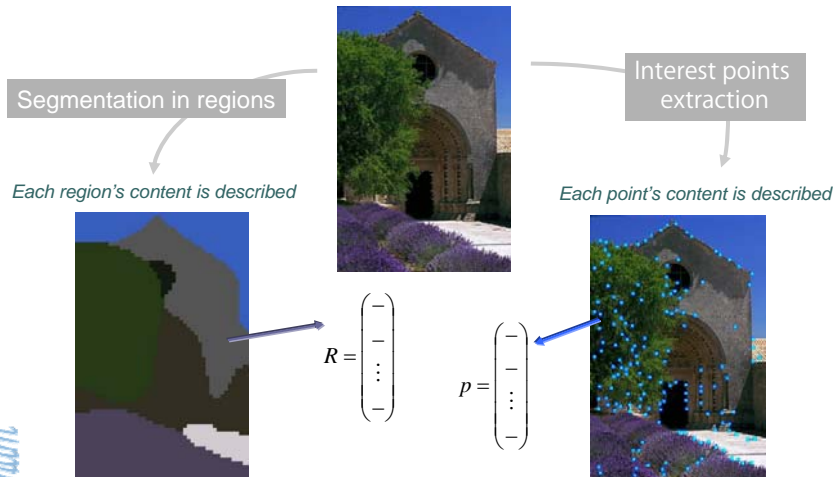 Segmentation in regions
Interest points
extraction
Each region's content is described
Each point's content is described
R = ( − − ⋮ − )
p = ( − − ⋮ − )